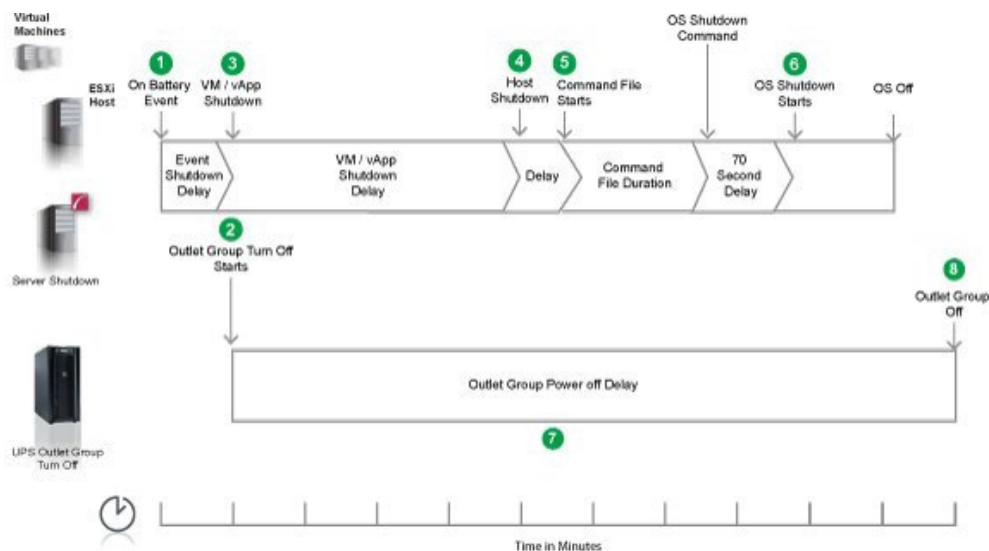 Virtual
Machines
ESXi
Host
1
On Battery
Event
3
VM / vApp
Shutdown
4
Host
Shutdown
5
Command File
Starts
OS Shutdown
Command
6
OS Shutdown
Starts
OS Off
Event
Shutdown
Delay
VM / vApp
Shutdown
Delay
Delay
Command
File Duration
70
Second
Delay
Server Shutdown
2
Outlet Group Turn Off
Starts
8
Outlet Group
Off
Outlet Group Power off Delay
7
UPS Outlet Group
Turn Off
Time in Minutes